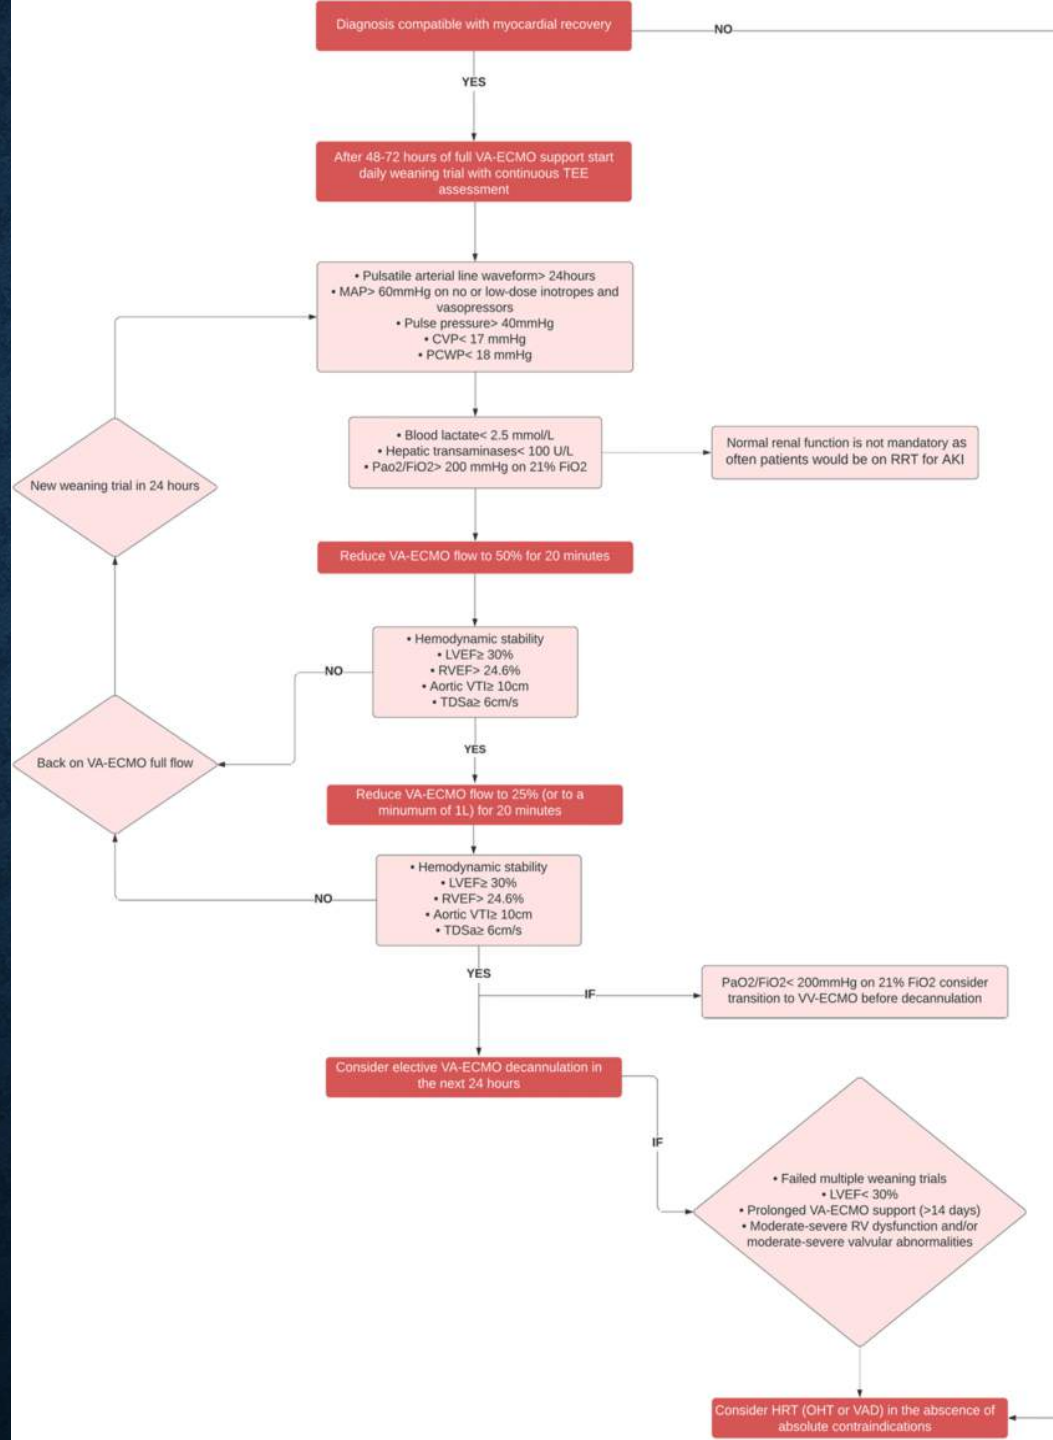 Diagnosis compatible with myocardial recovery
NO
YES
After 48-72 hours of full VA-ECMO support start
daily weaning trial with continuous TEE
assessment
• Pulsatile arterial line waveform> 24hours
• MAP> 60mmHg on no or low-dose inotropes and
vasopressors
• Pulse pressure> 40mmHg
• CVP< 17 mmHg
• PCWP< 18 mmHg
• Blood lactate< 2.5 mmol/L
• Hepatic transaminases< 100 U/L
• Pao2/FiO2> 200 mmHg on 21% FiO2
Normal renal function is not mandatory as
often patients would be on RRT for AKI
New weaning trial in 24 hours
Reduce VA-ECMO flow to 50% for 20 minutes
• Hemodynamic stability
• LVEF≥ 30%
• RVEF> 24.6%
• Aortic VTI≥ 10cm
• TDSa≥ 6cm/s
NO
YES
Back on VA-ECMO full flow
Reduce VA-ECMO flow to 25% (or to a
minumum of 1L) for 20 minutes
• Hemodynamic stability
• LVEF≥ 30%
• RVEF> 24.6%
• Aortic VTI≥ 10cm
• TDSa≥ 6cm/s
NO
YES
IF
PaO2/FiO2< 200mmHg on 21% FiO2 consider
transition to VV-ECMO before decannulation
Consider elective VA-ECMO decannulation in
the next 24 hours
IF
• Failed multiple weaning trials
• LVEF< 30%
• Prolonged VA-ECMO support (>14 days)
• Moderate-severe RV dysfunction and/or
moderate-severe valvular abnormalities
Consider HRT (OHT or VAD) in the abscence of
absolute contraindications